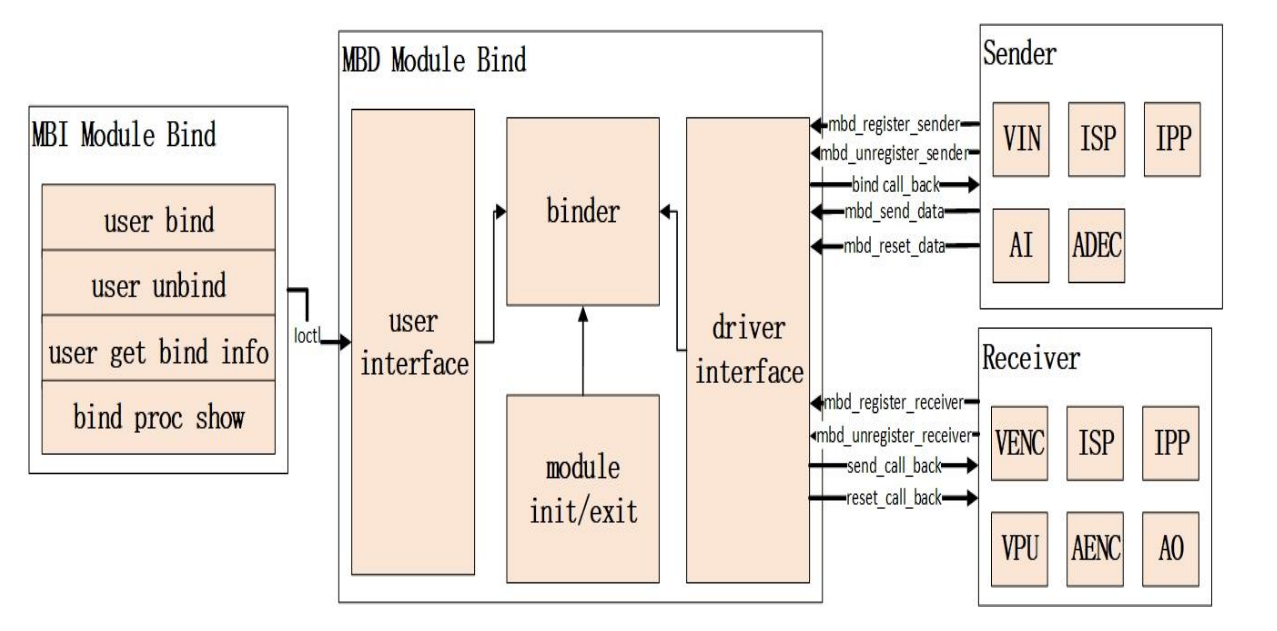 MBI Module Bind
user bind
user unbind
user get bind info
bind proc show
Ioctl
MBD Module Bind
user
interface
binder
module
init/exit
driver
interface
mbd_register_sender
mbd_unregister_sender
bind call_back
mbd_send_data
mbd_reset_data
mbd_register_receiver
mbd_unregister_receiver
send_call_back
reset_call_back
Sender
VIN ISP IPP
AI ADEC
Receiver
VENC ISP IPP
VPU AENC AO